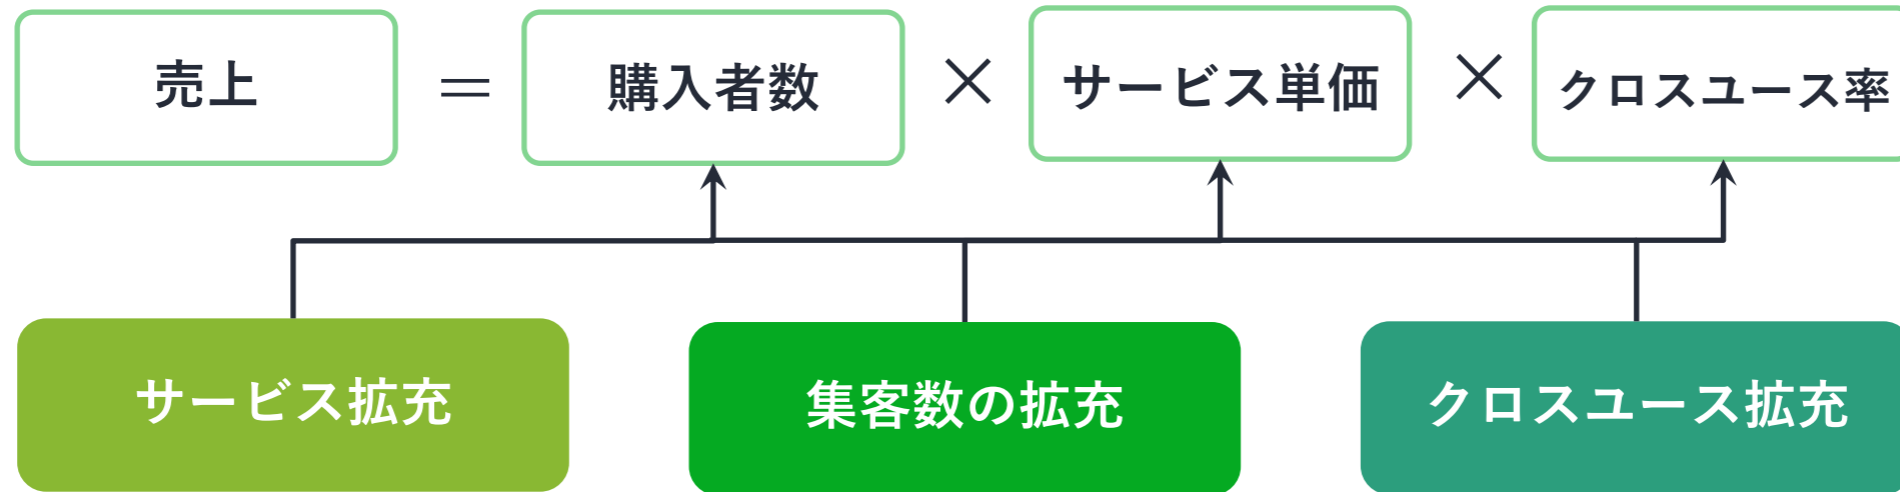 売上 = 購入者数 × サービス単価 × クロスユース率
サービス拡充 集客数の拡充 クロスユース拡充